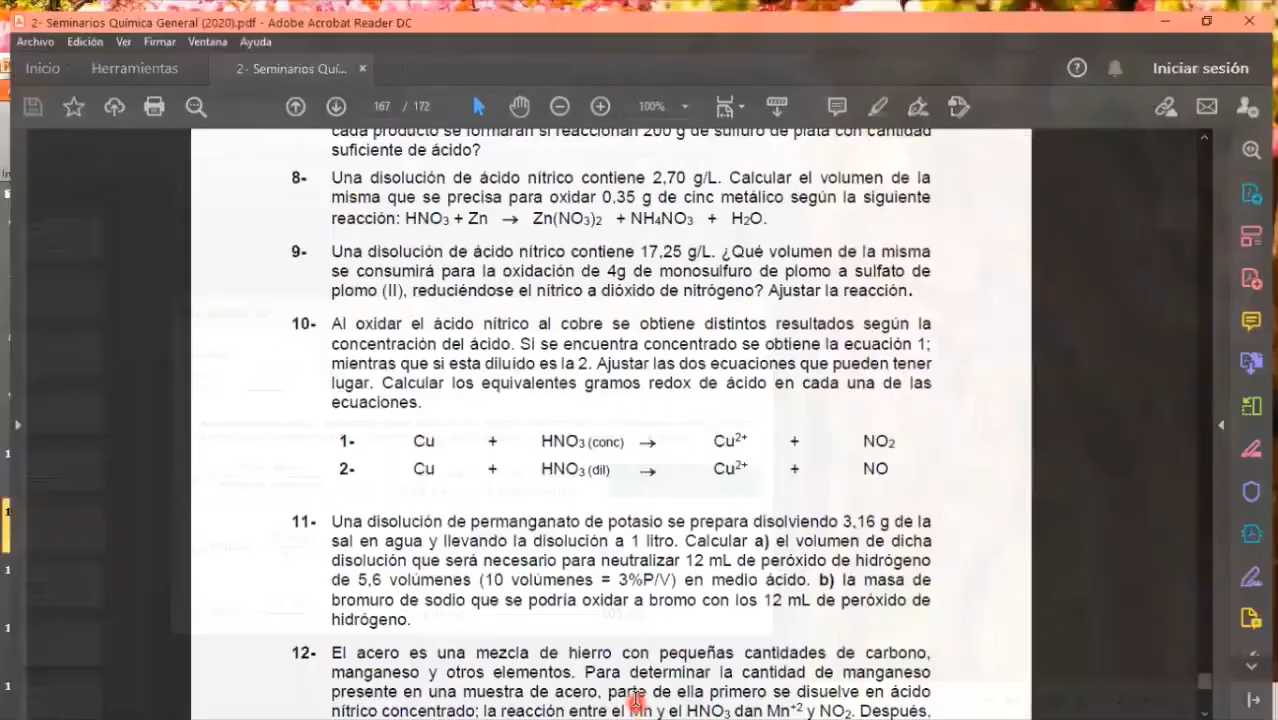 2- Seminarios Química General (2020).pdf - Adobe Acrobat Reader DC
Archivo Edición Ver Firmar Ventana Ayuda
Inicio Herramientas 2- Seminarios Quí... × Iniciar sesión
167 / 172 100%
cada producto se formarán si reaccionan 200 g de sulfuro de plata con cantidad
suficiente de ácido?
8- Una disolución de ácido nítrico contiene 2,70 g/L. Calcular el volumen de la
misma que se precisa para oxidar 0,35 g de cinc metálico según la siguiente
reacción: HNO₃ + Zn → Zn(NO₃)₂ + NH₄NO₃ + H₂O.
9- Una disolución de ácido nítrico contiene 17,25 g/L. ¿Qué volumen de la misma
se consumirá para la oxidación de 4g de monosulfuro de plomo a sulfato de
plomo (II), reduciéndose el nítrico a dióxido de nitrógeno? Ajustar la reacción.
10- Al oxidar el ácido nítrico al cobre se obtiene distintos resultados según la
concentración del ácido. Si se encuentra concentrado se obtiene la ecuación 1;
mientras que si esta diluído es la 2. Ajustar las dos ecuaciones que pueden tener
lugar. Calcular los equivalentes gramos redox de ácido en cada una de las
ecuaciones.
1- Cu + HNO₃ (conc) → Cu²⁺ + NO₂
2- Cu + HNO₃ (dil) → Cu²⁺ + NO
11- Una disolución de permanganato de potasio se prepara disolviendo 3,16 g de la
sal en agua y llevando la disolución a 1 litro. Calcular a) el volumen de dicha
disolución que será necesario para neutralizar 12 mL de peróxido de hidrógeno
de 5,6 volúmenes (10 volúmenes = 3%P/V) en medio ácido. b) la masa de
bromuro de sodio que se podría oxidar a bromo con los 12 mL de peróxido de
hidrógeno.
12- El acero es una mezcla de hierro con pequeñas cantidades de carbono,
manganeso y otros elementos. Para determinar la cantidad de manganeso
presente en una muestra de acero, parte de ella primero se disuelve en ácido
nítrico concentrado; la reacción entre el Mn y el HNO₃ dan Mn⁺² y NO₂. Después,